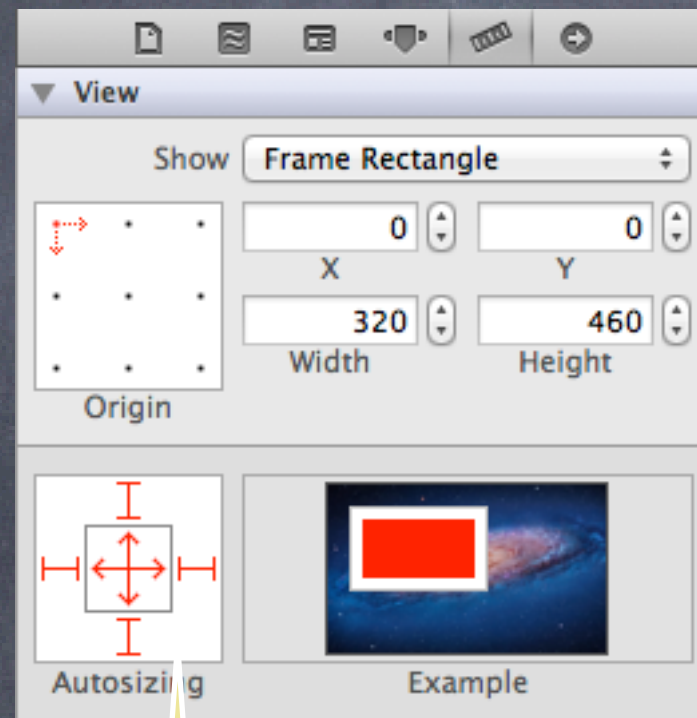 View
Show Frame Rectangle
0 0
X Y
320 460
Width Height
Origin
Autosizing Example